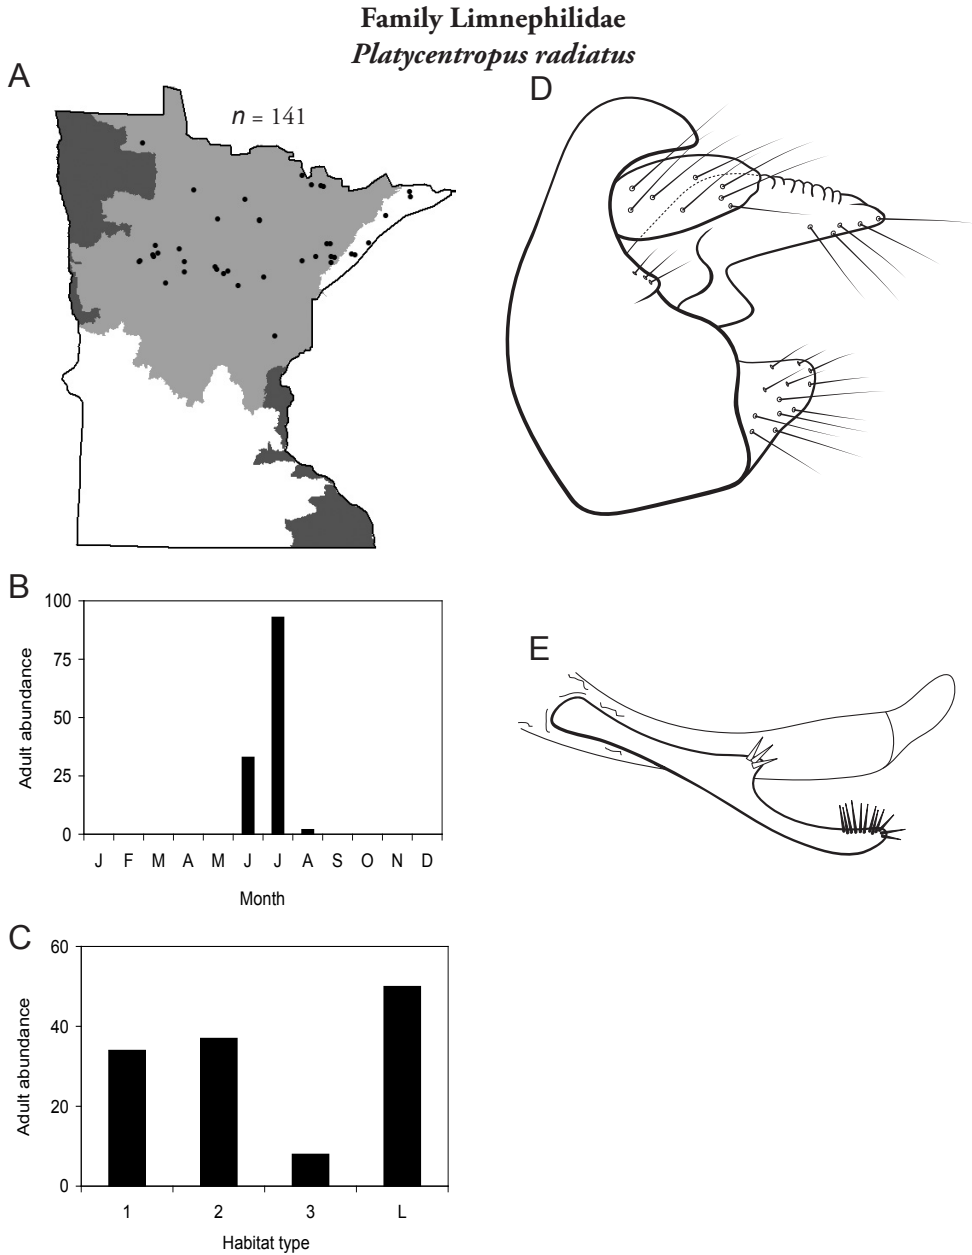 Family Limnephilidae
Platycentropus radiatus
A
n = 141
D
B
100
75
50
25
0
Adult abundance
J F M A M J J A S O N D
Month
E
C
60
40
20
0
Adult abundance
1 2 3 L
Habitat type